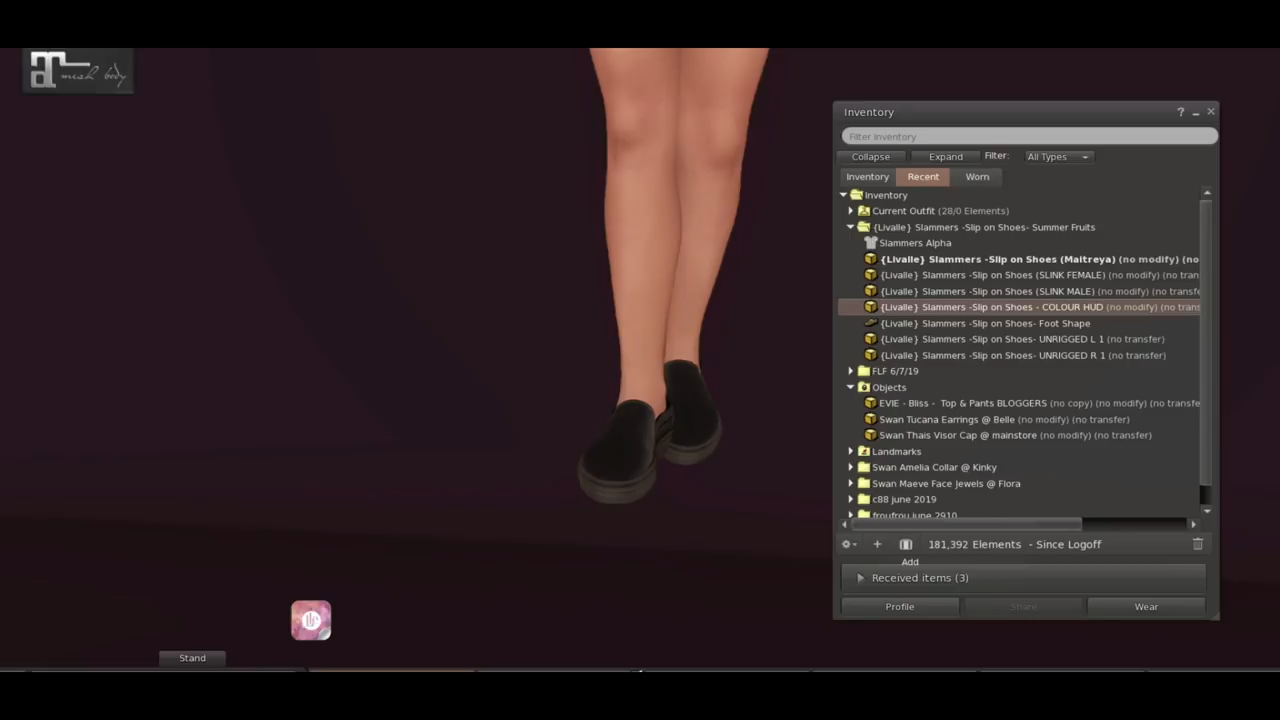 mesh body
Inventory
Filter Inventory
Collapse Expand Filter: All Types
Inventory Recent Worn
Inventory
Current Outfit (28/0 Elements)
{Livalle} Slammers -Slip on Shoes- Summer Fruits
Slammers Alpha
{Livalle} Slammers -Slip on Shoes (Maitreya) (no modify) (no
{Livalle} Slammers -Slip on Shoes (SLINK FEMALE) (no modify) (no tran
{Livalle} Slammers -Slip on Shoes (SLINK MALE) (no modify) (no transfe
{Livalle} Slammers -Slip on Shoes - COLOUR HUD (no modify) (no trans
{Livalle} Slammers -Slip on Shoes- Foot Shape
{Livalle} Slammers -Slip on Shoes- UNRIGGED L 1 (no transfer)
{Livalle} Slammers -Slip on Shoes- UNRIGGED R 1 (no transfer)
FLF 6/7/19
Objects
EVIE - Bliss - Top & Pants BLOGGERS (no copy) (no modify) (no transfe
Swan Tucana Earrings @ Belle (no modify) (no transfer)
Swan Thais Visor Cap @ mainstore (no modify) (no transfer)
Landmarks
Swan Amelia Collar @ Kinky
Swan Maeve Face Jewels @ Flora
c88 june 2019
froufrou june 2910
181,392 Elements - Since Logoff
Add
Received items (3)
Profile Share Wear
Stand